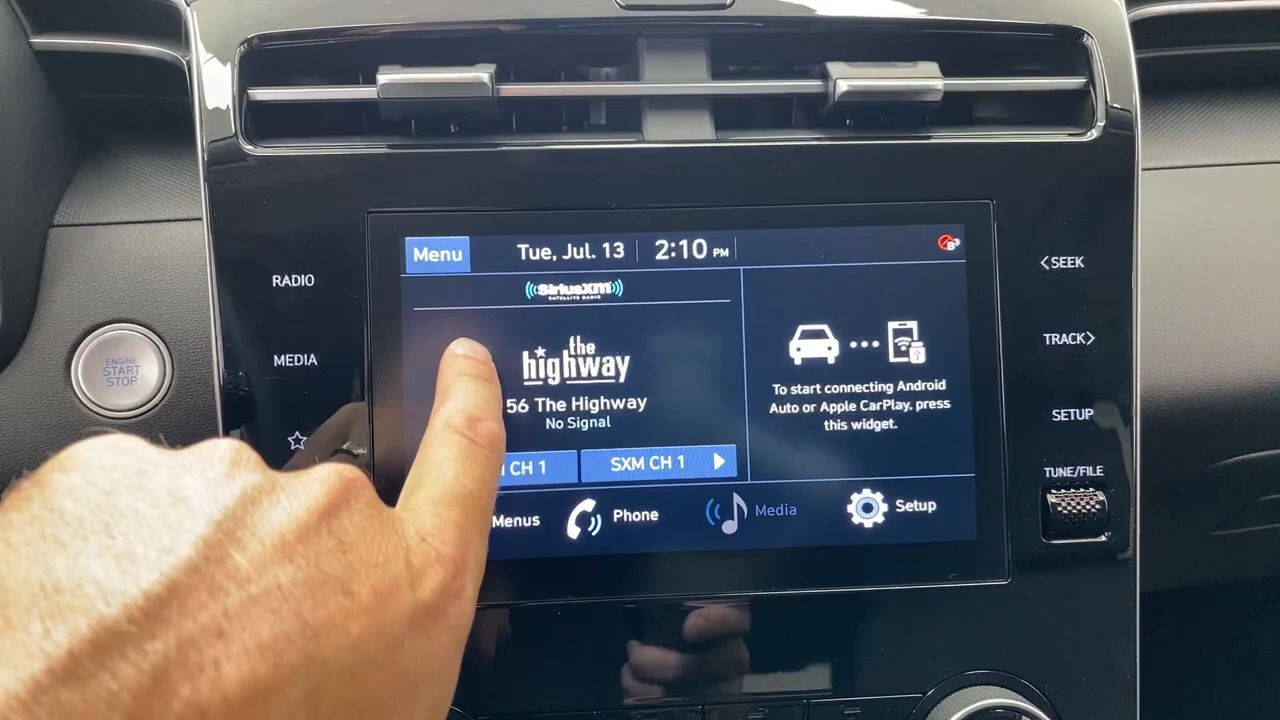 Menu
Tue, Jul. 13
2:10 PM
B
SiriusXM
SATELLITE RADIO
the
highway
56 The Highway
No Signal
CH 1
SXM CH 1
To start connecting Android
Auto or Apple CarPlay, press
this widget.
Menus
Phone
Media
Setup
RADIO
MEDIA
ENGINE
START
STOP
<SEEK
TRACK>
SETUP
TUNE/FILE